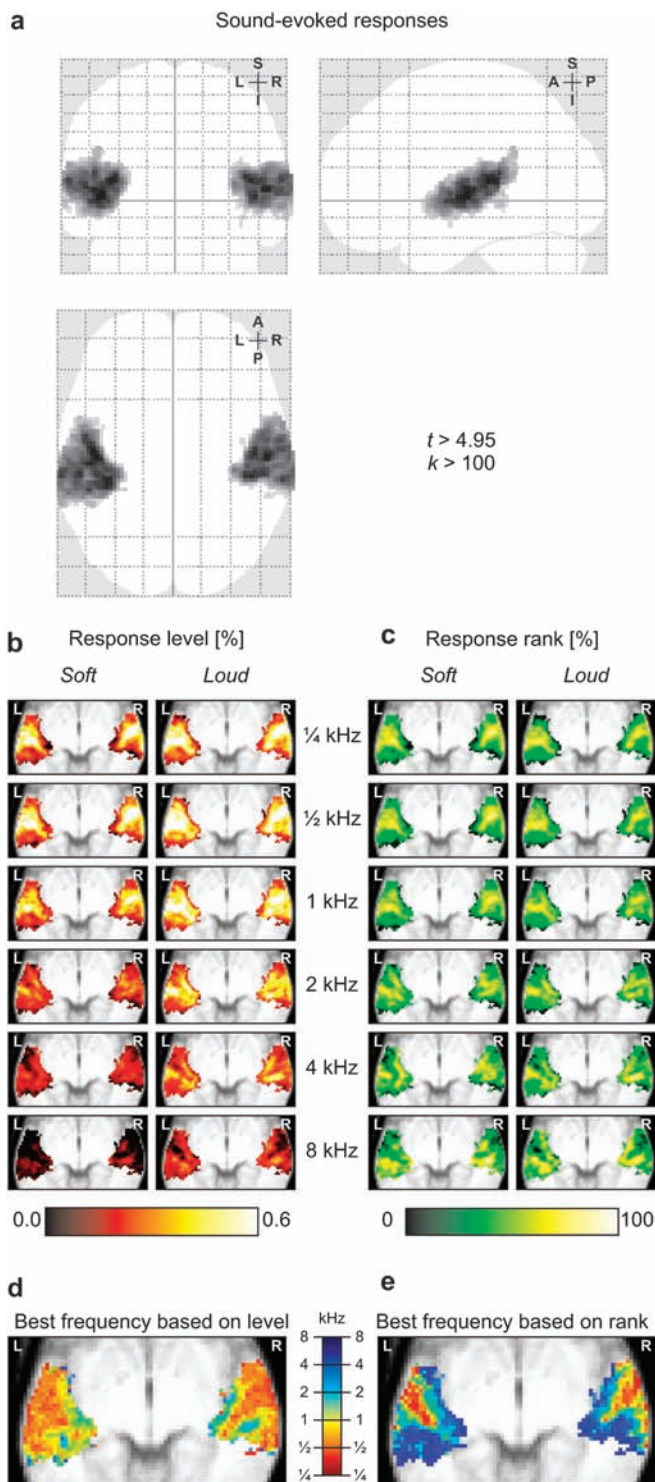 a
Sound-evoked responses
S
L R
I
S
A P
I
A
L R
P
t > 4.95
k > 100
b Response level [%]
Soft Loud
c Response rank [%]
Soft Loud
L R L R ¼ kHz L R L R
L R L R ½ kHz L R L R
L R L R 1 kHz L R L R
L R L R 2 kHz L R L R
L R L R 4 kHz L R L R
L R L R 8 kHz L R L R
0.0 0.6
0 100
d
Best frequency based on level
L R
kHz
8 8
4 4
2 2
1 1
½ ½
¼ ¼
e
Best frequency based on rank
L R